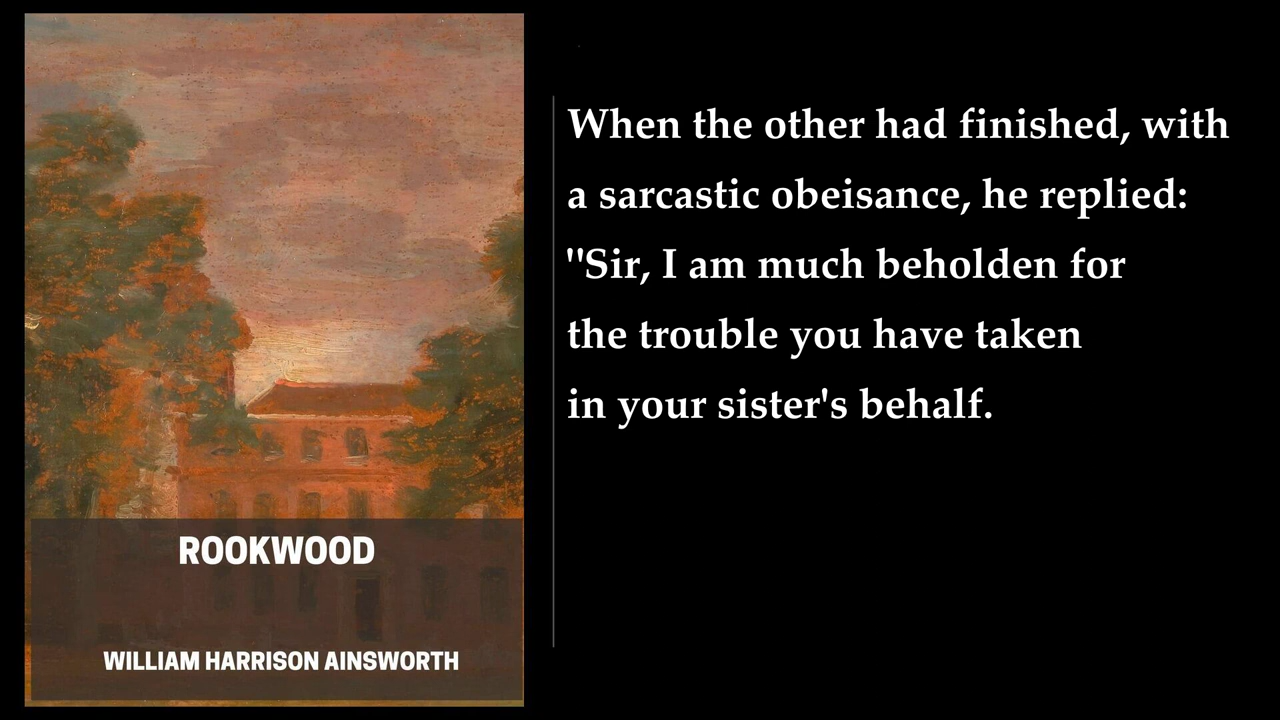 When the other had finished, with
a sarcastic obeisance, he replied:
"Sir, I am much beholden for
the trouble you have taken
in your sister's behalf.
ROOKWOOD
WILLIAM HARRISON AINSWORTH